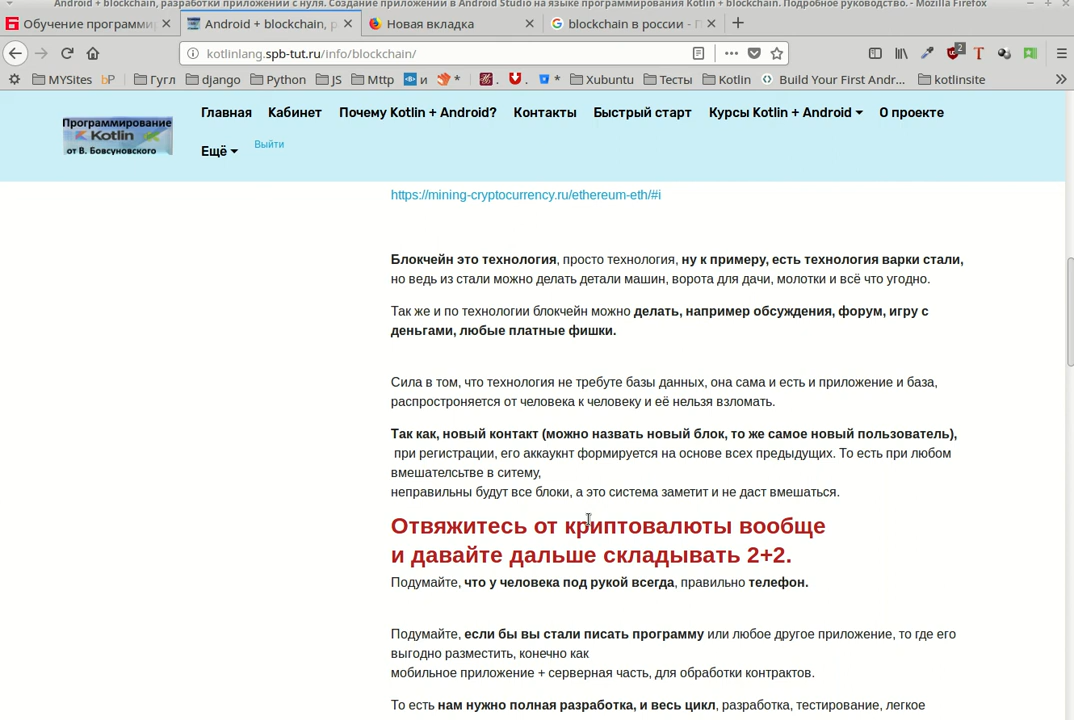 Android + blockchain, разработки приложений с нуля. Создание приложений в Android Studio на языке программирования Kotlin + blockchain. Подробное руководство. - Mozilla Firefox
Обучение программи
Android + blockchain, р
Новая вкладка
blockchain в россии - П
kotlinlang.spb-tut.ru/info/blockchain/
2
MYSites
bP
Гугл
django
Python
JS
Mttp
и
*
.
.
*
Xubuntu
Тесты
Kotlin
Build Your First Andr...
kotlinsite
Программирование
Kotlin
от В. Бовсуновского
Главная
Кабинет
Почему Kotlin + Android?
Контакты
Быстрый старт
Курсы Kotlin + Android
О проекте
Ещё
Выйти
https://mining-cryptocurrency.ru/ethereum-eth/#i
Блокчейн это технология, просто технология, ну к примеру, есть технология варки стали,
но ведь из стали можно делать детали машин, ворота для дачи, молотки и всё что угодно.
Так же и по технологии блокчейн можно делать, например обсуждения, форум, игру с
деньгами, любые платные фишки.
Сила в том, что технология не требуте базы данных, она сама и есть и приложение и база,
распростроняется от человека к человеку и её нельзя взломать.
Так как, новый контакт (можно назвать новый блок, то же самое новый пользователь),
при регистрации, его аккаукнт формируется на основе всех предыдущих. То есть при любом
вмешателсьтве в ситему,
неправильны будут все блоки, а это система заметит и не даст вмешаться.
Отвяжитесь от криптовалюты вообще
и давайте дальше складывать 2+2.
Подумайте, что у человека под рукой всегда, правильно телефон.
Подумайте, если бы вы стали писать программу или любое другое приложение, то где его
выгодно разместить, конечно как
мобильное приложение + серверная часть, для обработки контрактов.
То есть нам нужно полная разработка, и весь цикл, разработка, тестирование, легкое